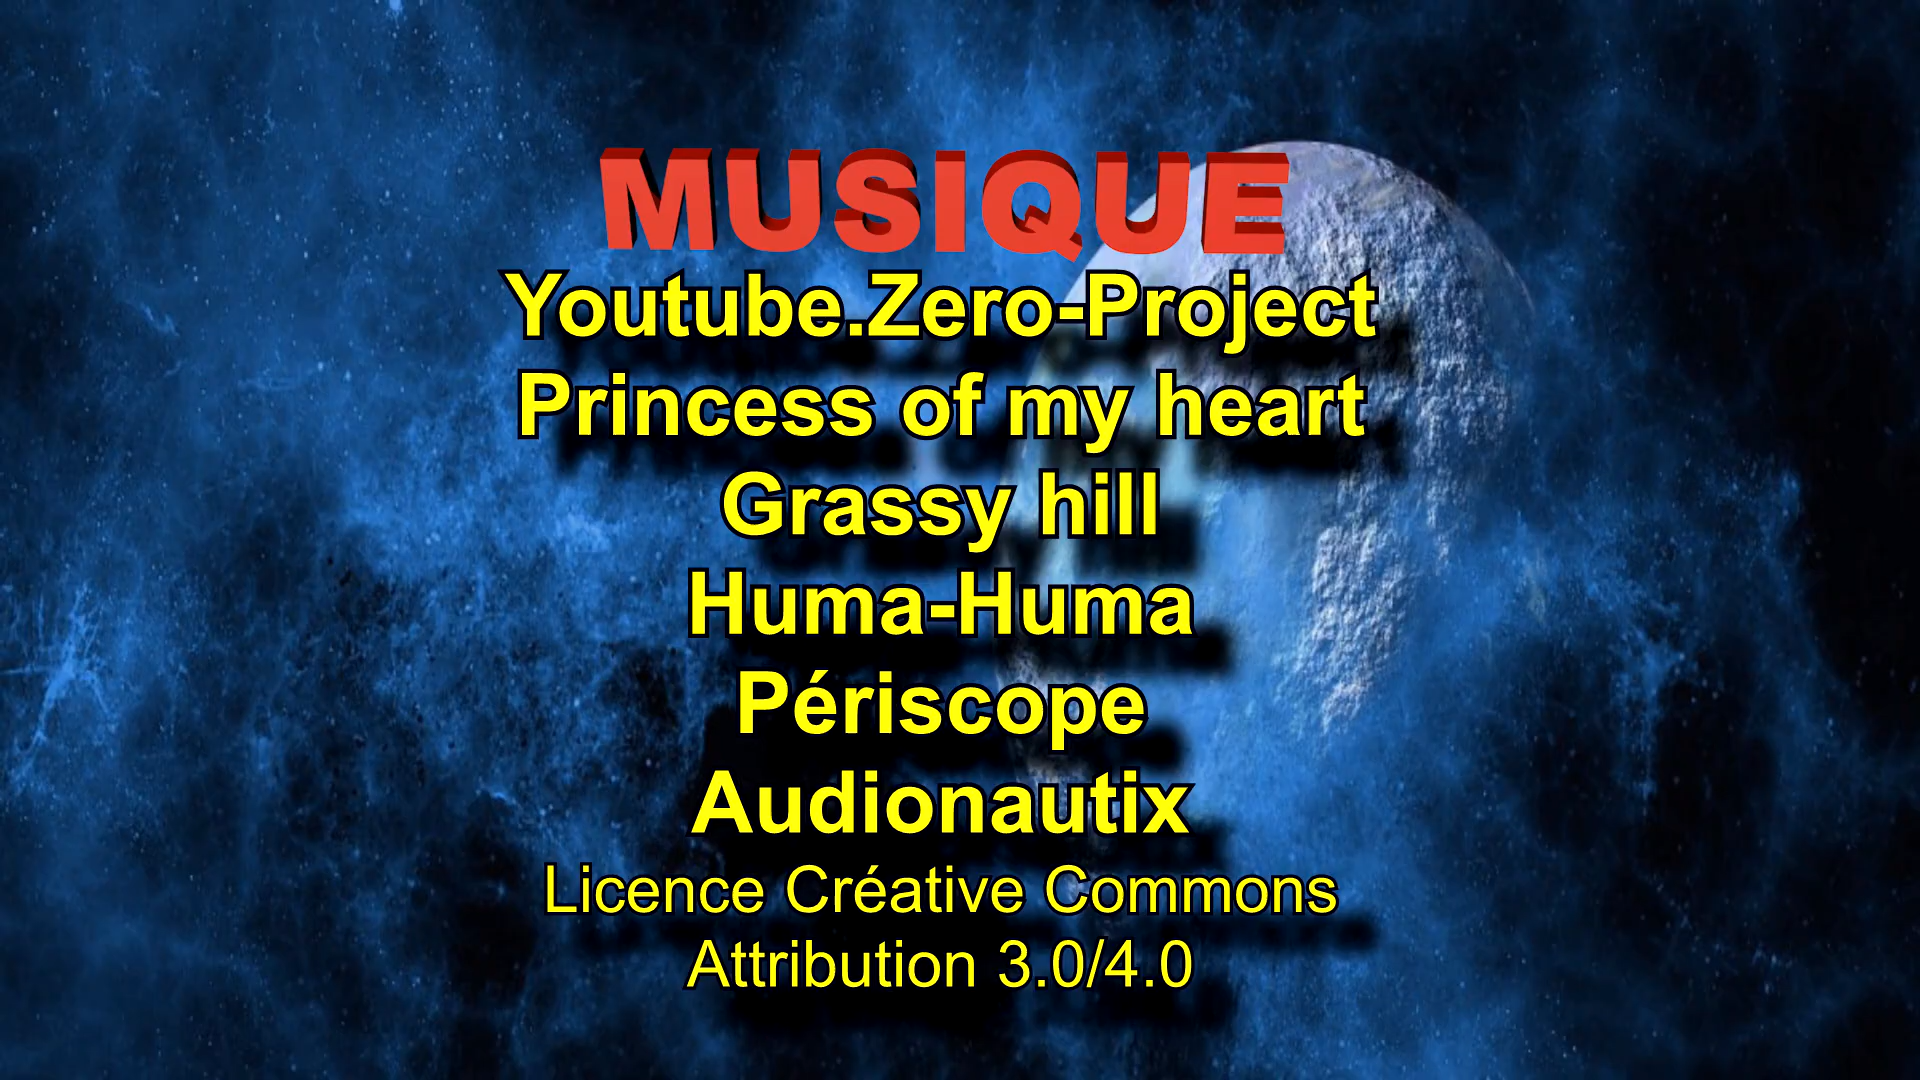 MUSIQUE
Youtube.Zero-Project
Princess of my heart
Grassy hill
Huma-Huma
Périscope
Audionautix
Licence Créative Commons
Attribution 3.0/4.0